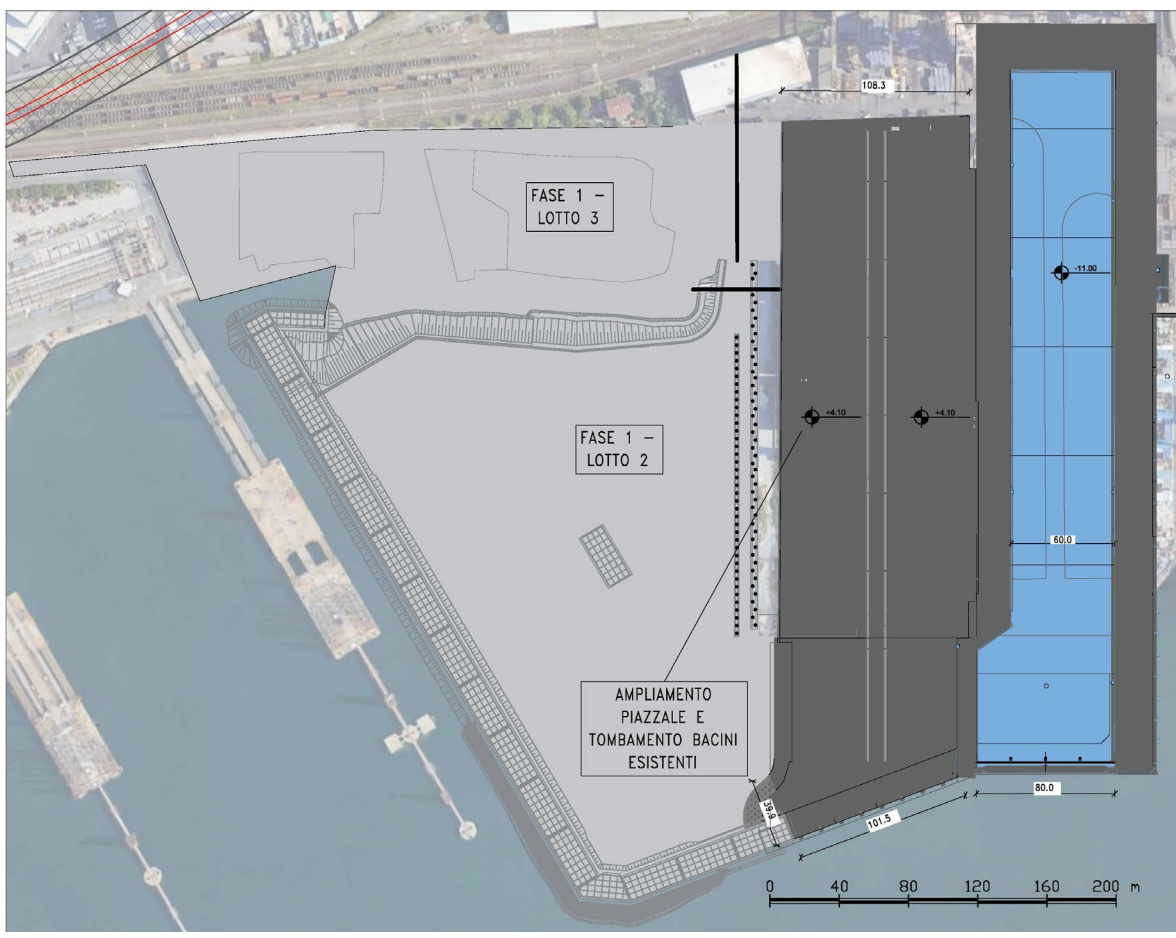 108.3
FASE 1 –
LOTTO 3
-11.00
+4.10
+4.10
FASE 1 –
LOTTO 2
60.0
AMPLIAMENTO
PIAZZALE E
TOMBAMENTO BACINI
ESISTENTI
39.9
101.5
80.0
0 40 80 120 160 200 m